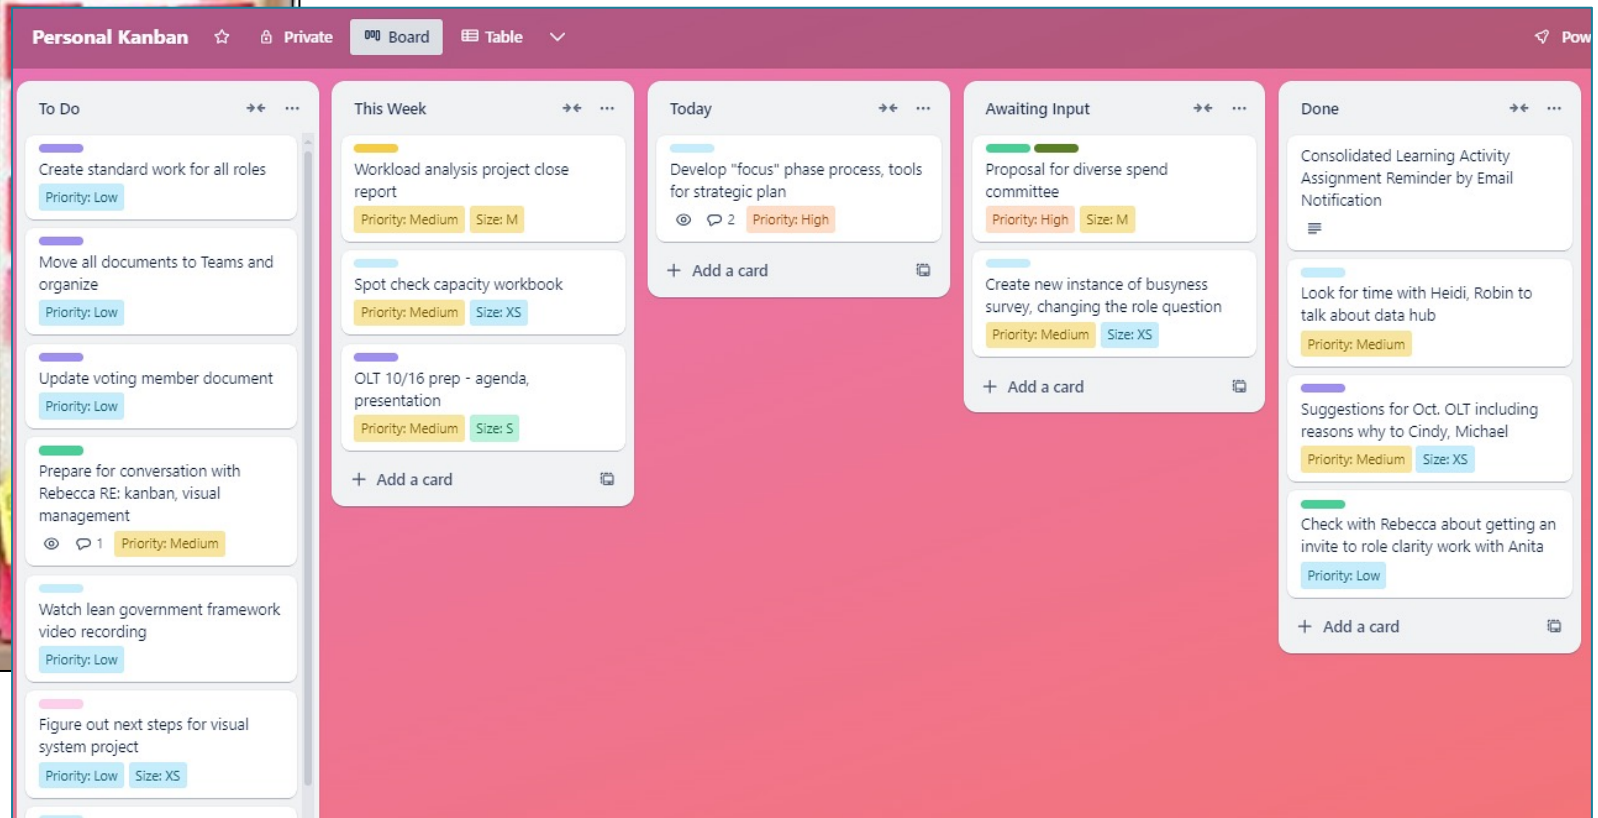 Personal Kanban
Private
Board
Table
Pow
To Do
Create standard work for all roles
Priority: Low
Move all documents to Teams and
organize
Priority: Low
Update voting member document
Priority: Low
Prepare for conversation with
Rebecca RE: kanban, visual
management
1
Priority: Medium
Watch lean government framework
video recording
Priority: Low
Figure out next steps for visual
system project
Priority: Low Size: XS
This Week
Workload analysis project close
report
Priority: Medium Size: M
Spot check capacity workbook
Priority: Medium Size: XS
OLT 10/16 prep - agenda,
presentation
Priority: Medium Size: S
+ Add a card
Today
Develop "focus" phase process, tools
for strategic plan
2 Priority: High
+ Add a card
Awaiting Input
Proposal for diverse spend
committee
Priority: High Size: M
Create new instance of busyness
survey, changing the role question
Priority: Medium Size: XS
+ Add a card
Done
Consolidated Learning Activity
Assignment Reminder by Email
Notification
Look for time with Heidi, Robin to
talk about data hub
Priority: Medium
Suggestions for Oct. OLT including
reasons why to Cindy, Michael
Priority: Medium Size: XS
Check with Rebecca about getting an
invite to role clarity work with Anita
Priority: Low
+ Add a card